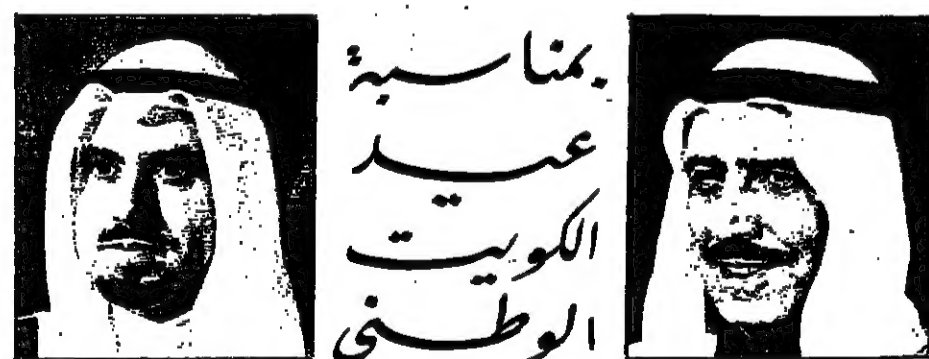 بمناسبة
عيد
الكويت
الوطني